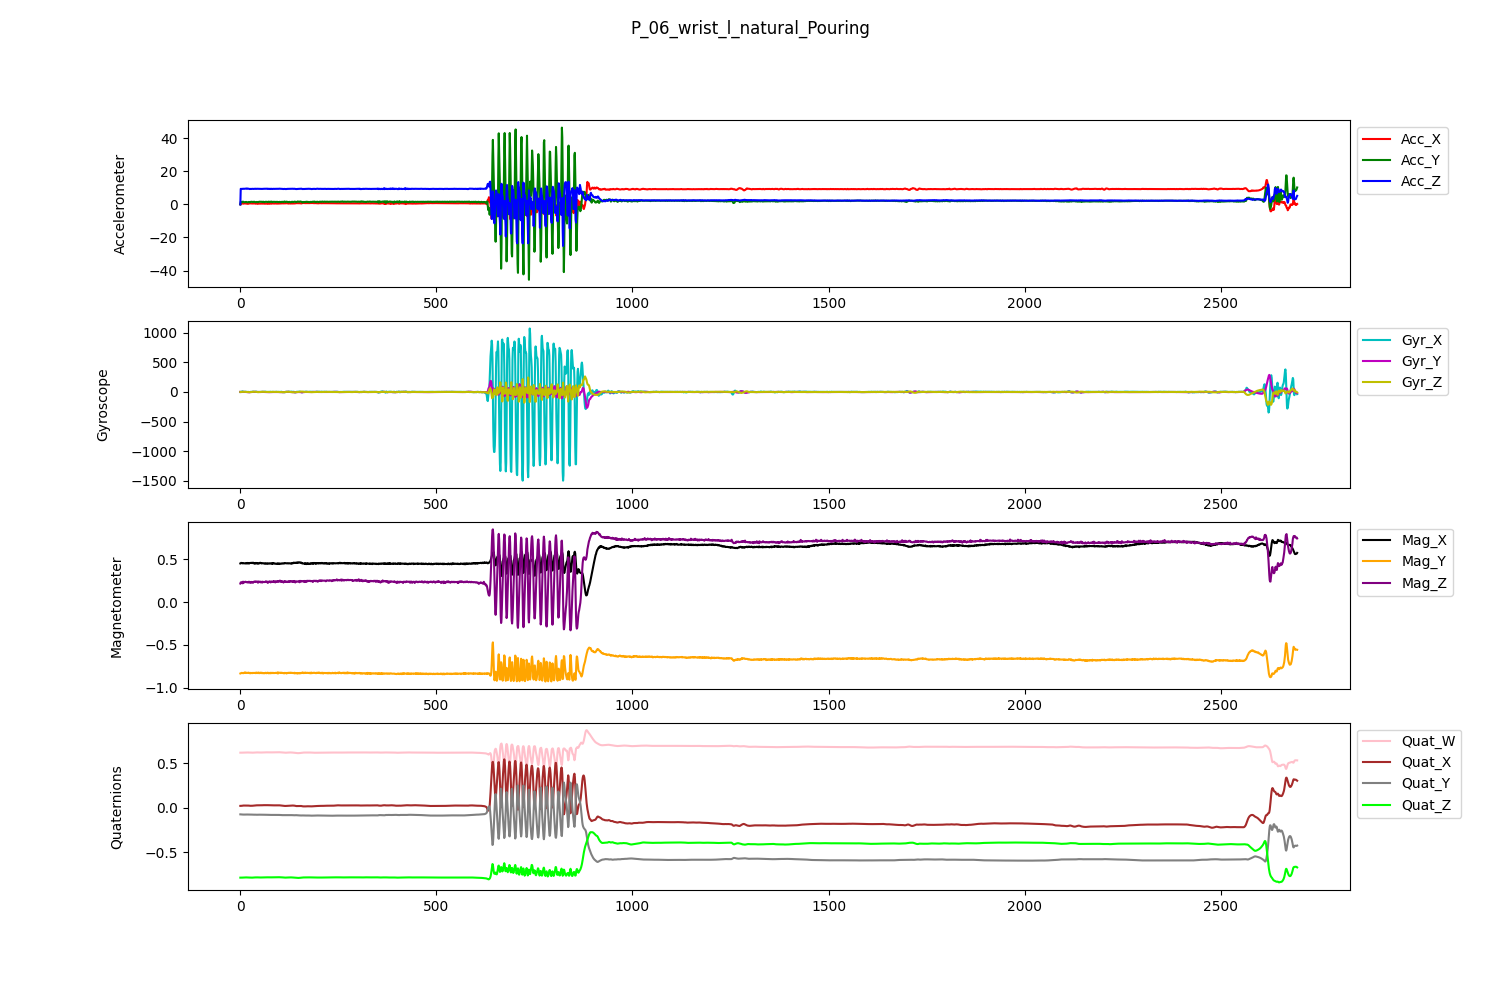 P_06_wrist_l_natural_Pouring
Accelerometer
40
20
0
−20
−40
0 500 1000 1500 2000 2500
Acc_X
Acc_Y
Acc_Z
Gyroscope
1000
500
0
−500
−1000
−1500
0 500 1000 1500 2000 2500
Gyr_X
Gyr_Y
Gyr_Z
Magnetometer
0.5
0.0
−0.5
−1.0
0 500 1000 1500 2000 2500
Mag_X
Mag_Y
Mag_Z
Quaternions
0.5
0.0
−0.5
0 500 1000 1500 2000 2500
Quat_W
Quat_X
Quat_Y
Quat_Z